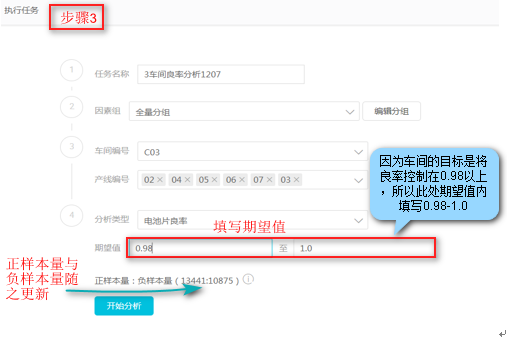 执行任务
步骤3
1
任务名称
3车间良率分析1207
2
因素组
全量分组
编辑分组
3
车间编号
C03
产线编号
02 × 04 × 05 × 06 × 07 × 03 ×
因为车间的目标是将
良率控制在0.98以上
，所以此处期望值内
填写0.98-1.0
4
分析类型
电池片良率
填写期望值
期望值
0.98
至
1.0
正样本量与
负样本量随
之更新
正样本量：负样本量（13441:10875）
开始分析